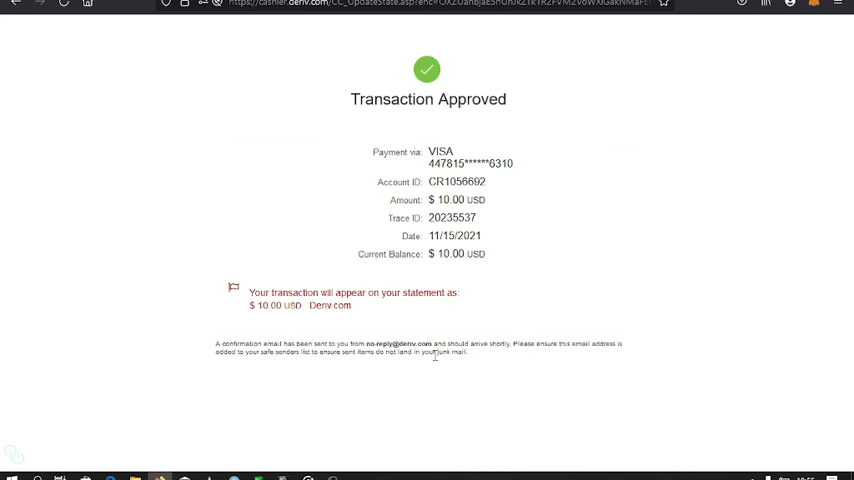 Transaction Approved
Payment via: VISA
447815******6310
Account ID: CR1056692
Amount: $ 10.00 USD
Trace ID: 20235537
Date: 11/15/2021
Current Balance: $ 10.00 USD
Your transaction will appear on your statement as:
$ 10.00 USD Deriv.com
A confirmation email has been sent to you from no-reply@deriv.com and should arrive shortly. Please ensure this email address is
added to your safe senders list to ensure sent items do not land in your junk mail.